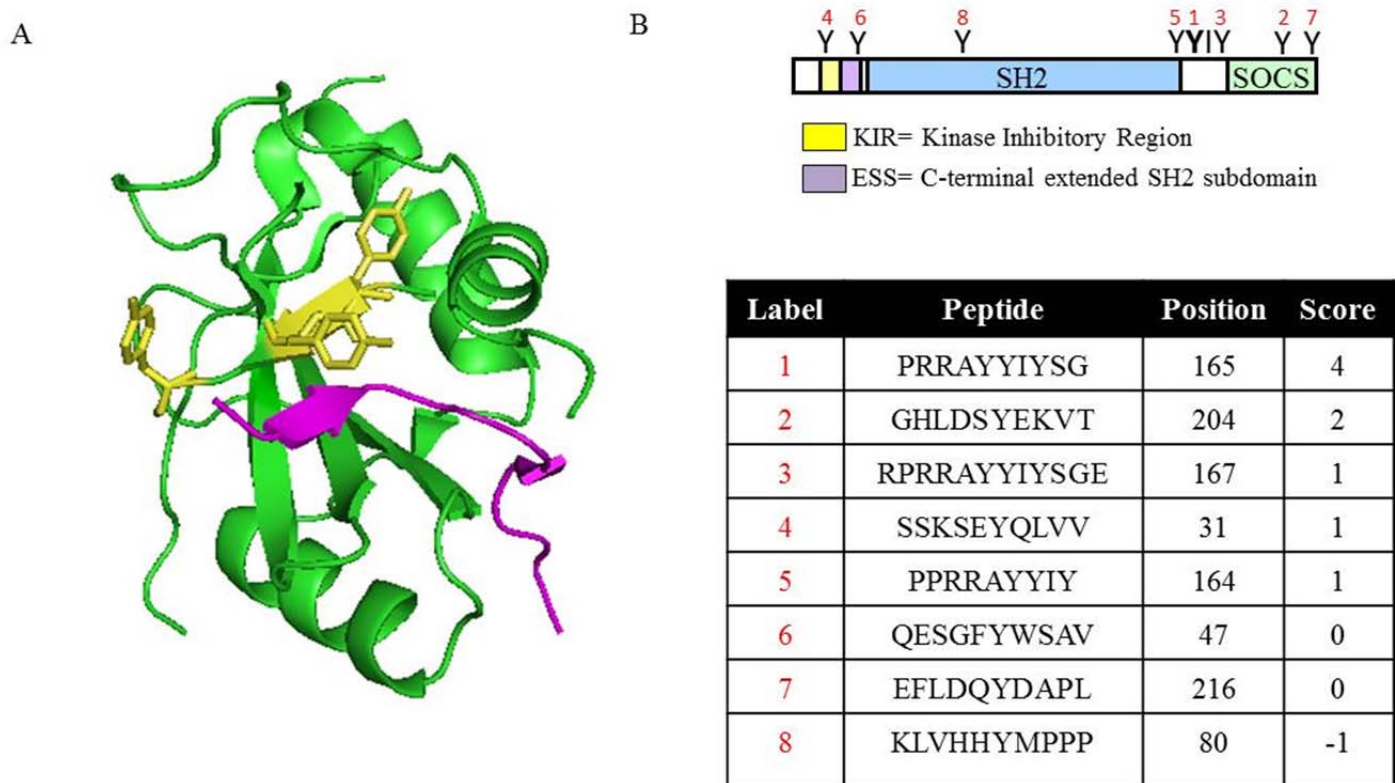 A
B
4 6 8 5 1 3 2 7
Y Y Y Y Y I Y Y Y
SH2 SOCS
KIR= Kinase Inhibitory Region
ESS= C-terminal extended SH2 subdomain
Label Peptide Position Score
1 PRRAYYIYSG 165 4
2 GHLDSYEKVT 204 2
3 RPRRAYYIYSGE 167 1
4 SSKSEYQLVV 31 1
5 PPRRAYYIY 164 1
6 QESGFYWSAV 47 0
7 EFLDQYDAPL 216 0
8 KLVHHYMPPP 80 -1